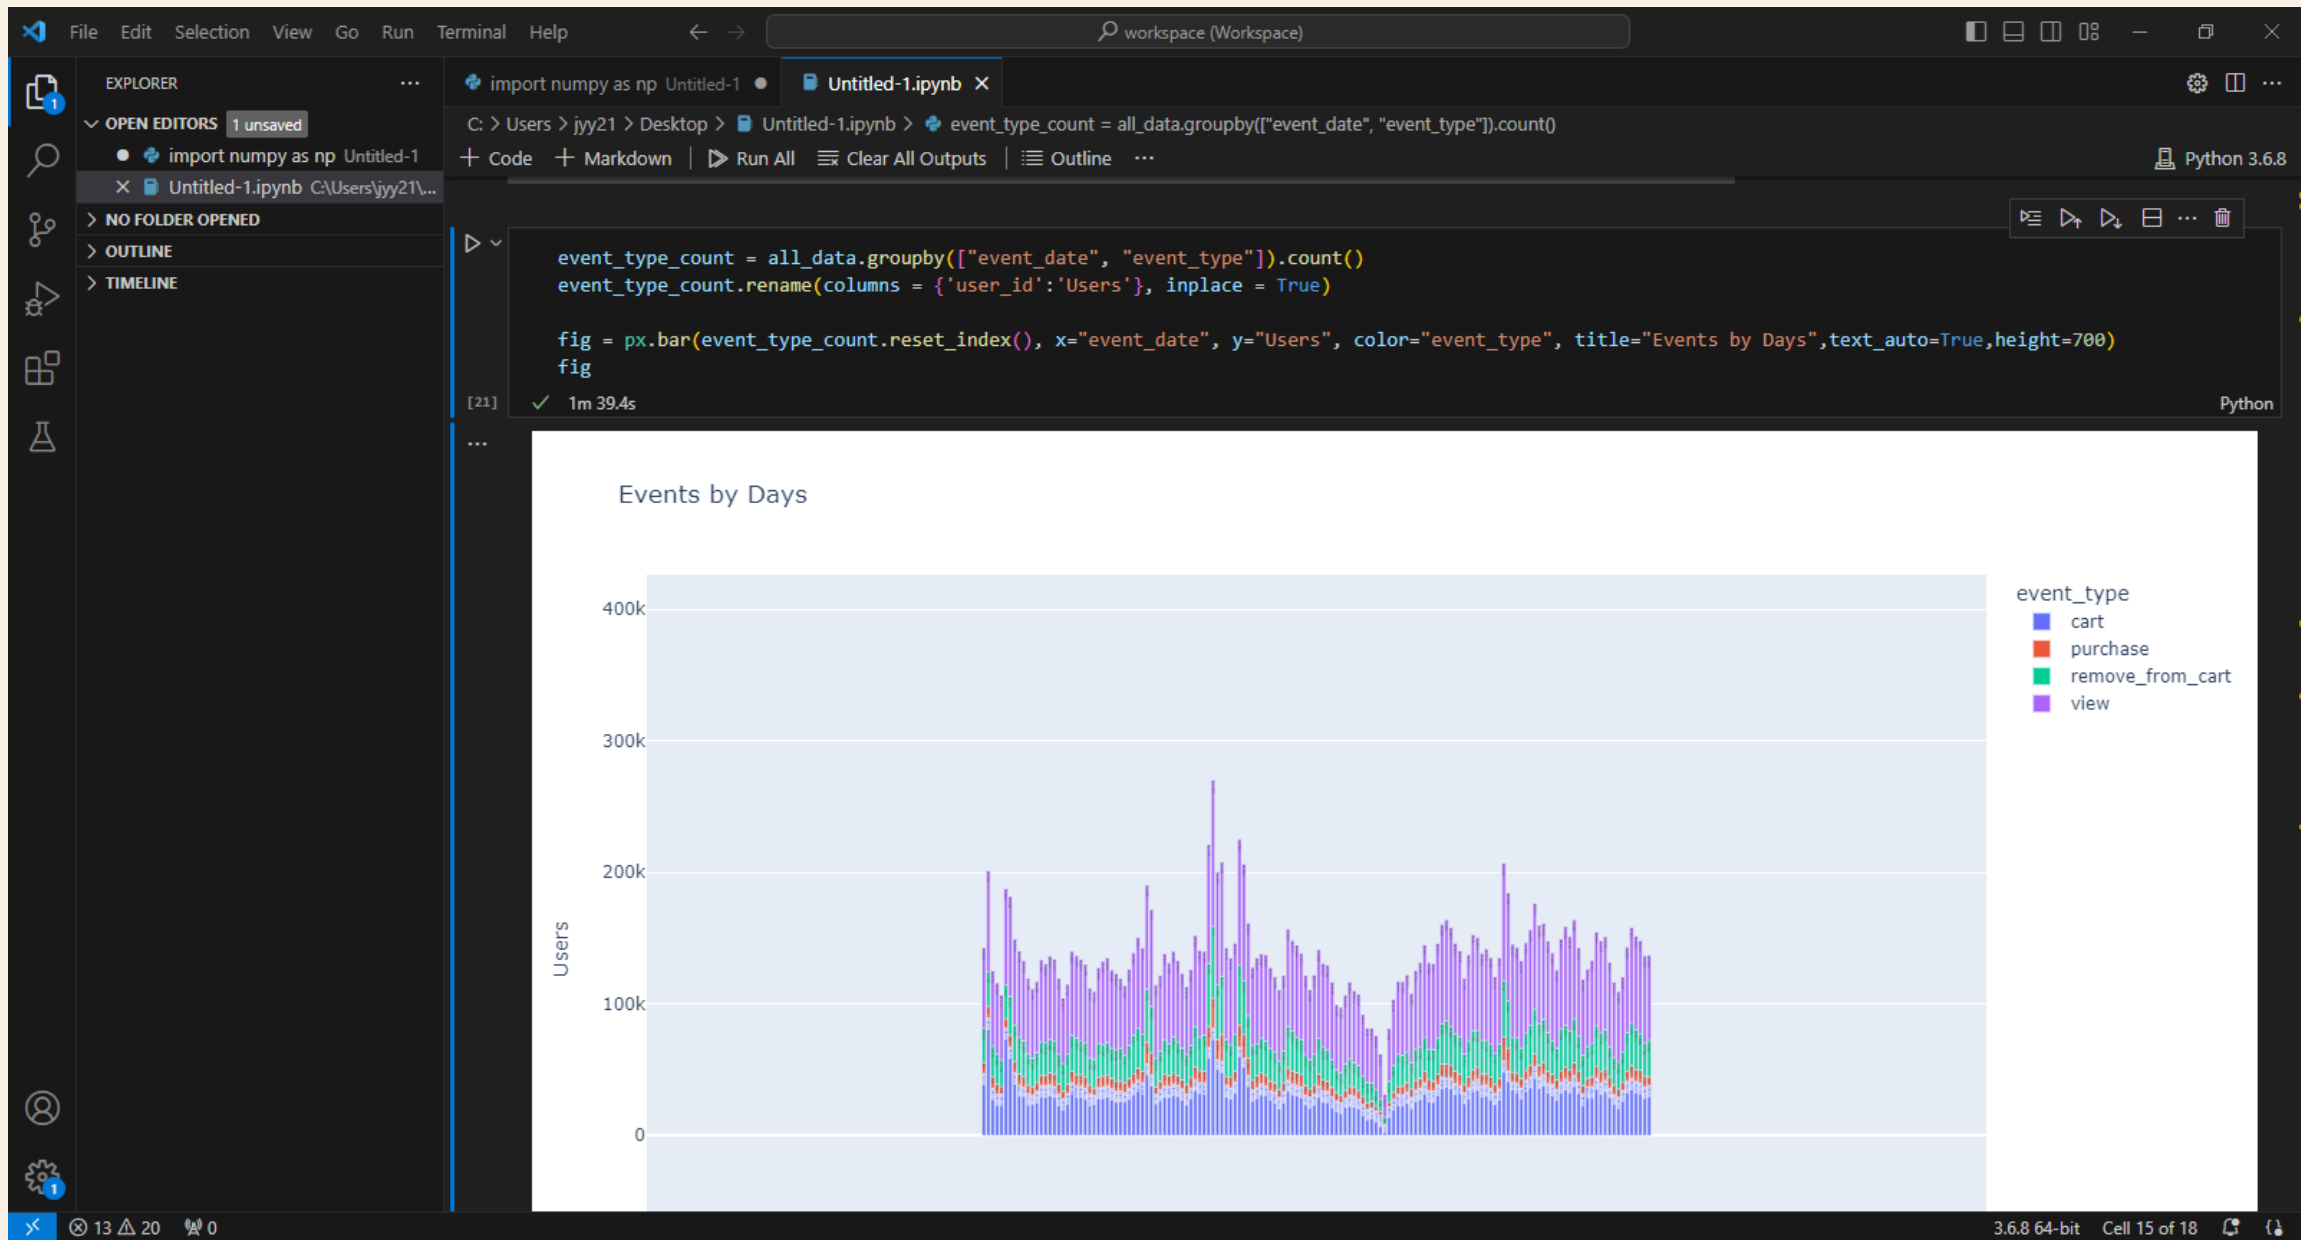 File Edit Selection View Go Run Terminal Help
workspace (Workspace)
EXPLORER
import numpy as np Untitled-1
Untitled-1.ipynb
OPEN EDITORS 1 unsaved
import numpy as np Untitled-1
Untitled-1.ipynb C:\Users\jyy21\...
NO FOLDER OPENED
OUTLINE
TIMELINE
C: > Users > jyy21 > Desktop > Untitled-1.ipynb > event_type_count = all_data.groupby(["event_date", "event_type"]).count()
+ Code + Markdown Run All Clear All Outputs Outline ...
Python 3.6.8
event_type_count = all_data.groupby(["event_date", "event_type"]).count()
event_type_count.rename(columns = {'user_id':'Users'}, inplace = True)
fig = px.bar(event_type_count.reset_index(), x="event_date", y="Users", color="event_type", title="Events by Days",text_auto=True,height=700)
fig
[21] 1m 39.4s
Python
Events by Days
400k
300k
200k
100k
0
Users
event_type
cart
purchase
remove_from_cart
view
1
1
13 20 0
3.6.8 64-bit Cell 15 of 18